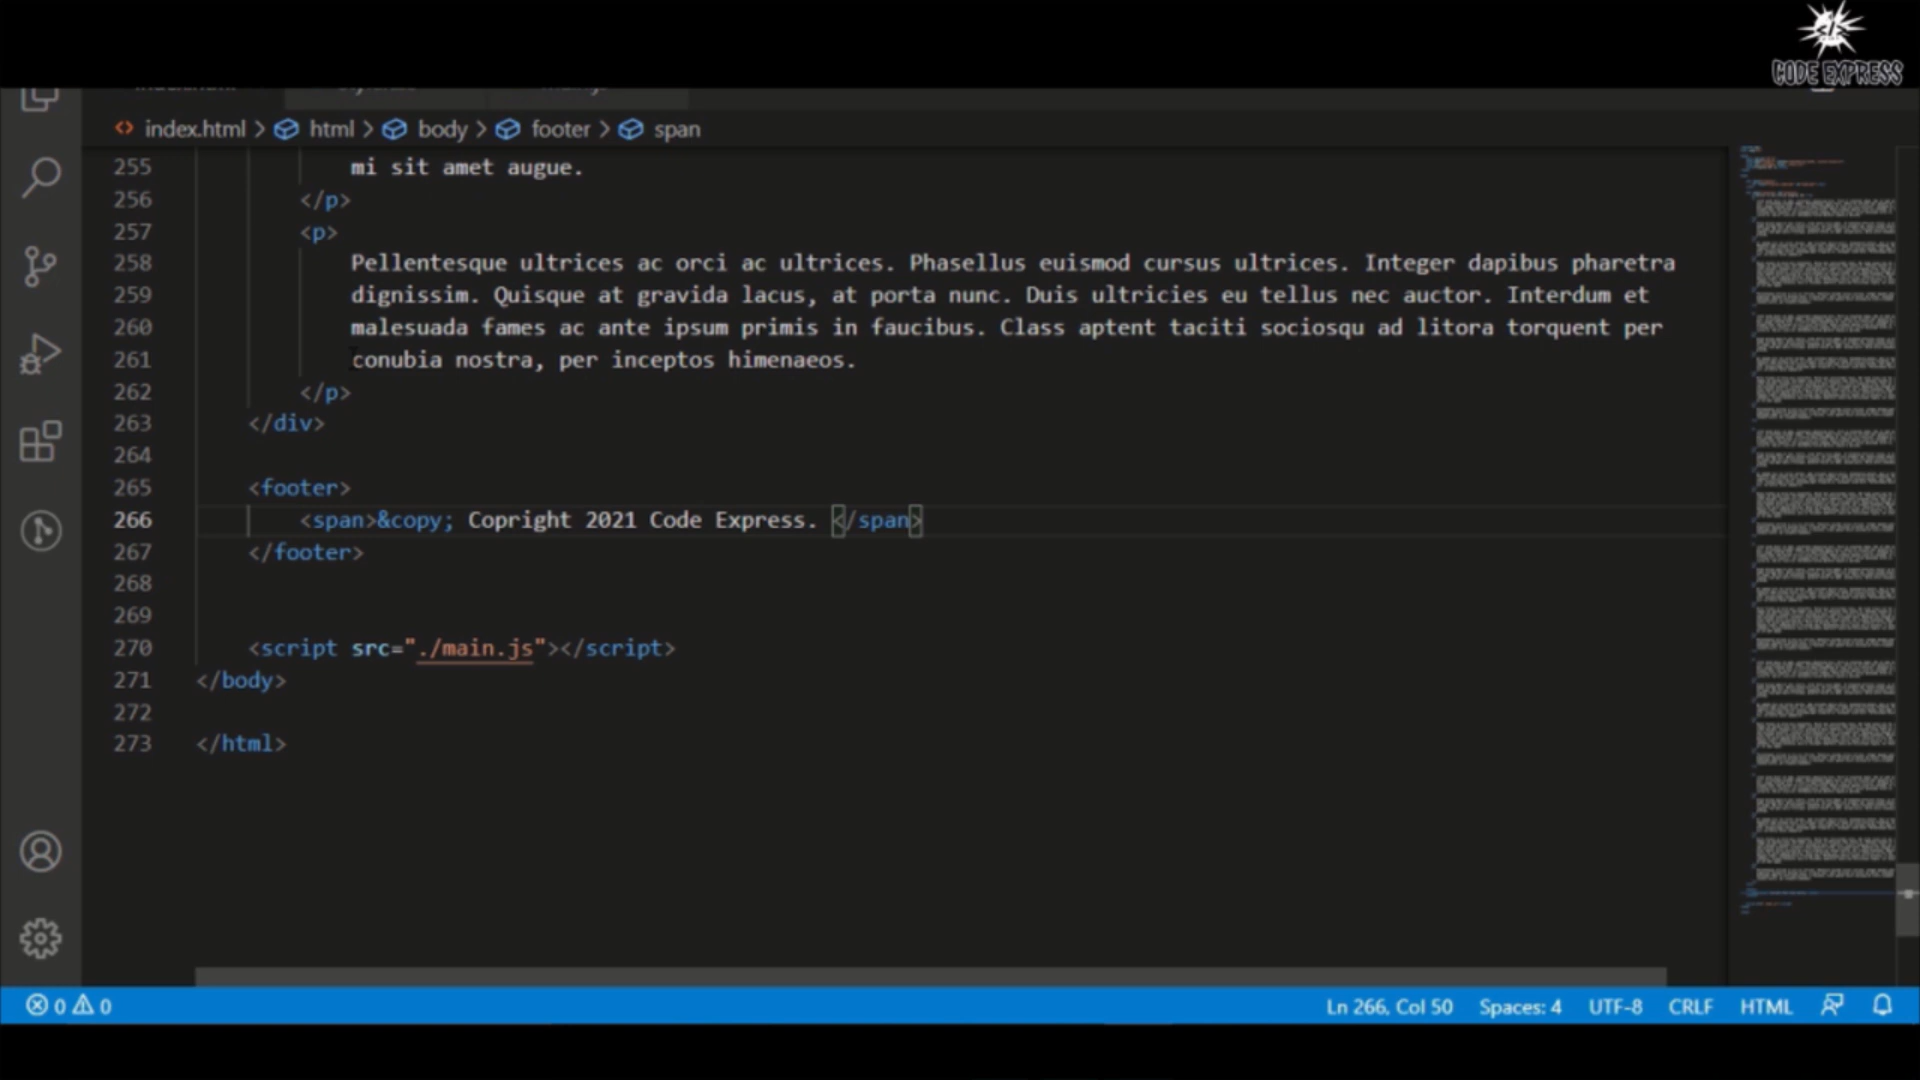 CODE EXPRESS
index.html > html > body > footer > span
255 mi sit amet augue.
256 </p>
257 <p>
258 Pellentesque ultrices ac orci ac ultrices. Phasellus euismod cursus ultrices. Integer dapibus pharetra
259 dignissim. Quisque at gravida lacus, at porta nunc. Duis ultricies eu tellus nec auctor. Interdum et
260 malesuada fames ac ante ipsum primis in faucibus. Class aptent taciti sociosqu ad litora torquent per
261 conubia nostra, per inceptos himenaeos.
262 </p>
263 </div>
264
265 <footer>
266 <span>&copy; Copright 2021 Code Express. </span>
267 </footer>
268
269
270 <script src="./main.js"></script>
271 </body>
272
273 </html>
0 0 Ln 266, Col 50 Spaces: 4 UTF-8 CRLF HTML